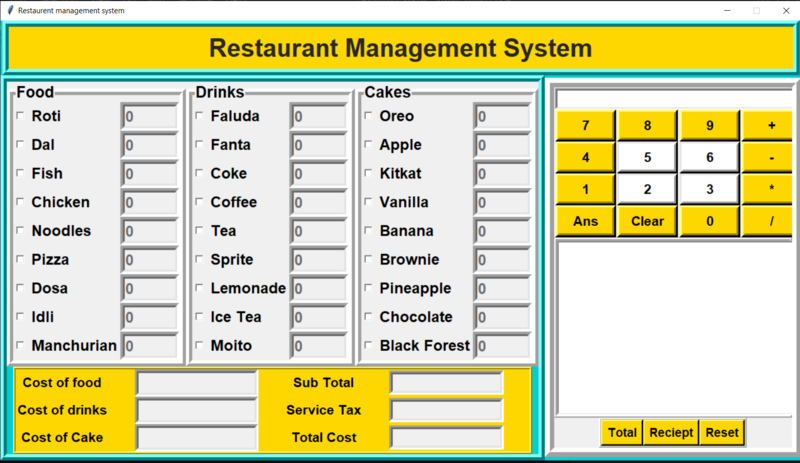 Restaurent management system
Restaurant Management System
Food
Roti 0
Dal 0
Fish 0
Chicken 0
Noodles 0
Pizza 0
Dosa 0
Idli 0
Manchurian 0
Drinks
Faluda 0
Fanta 0
Coke 0
Coffee 0
Tea 0
Sprite 0
Lemonade 0
Ice Tea 0
Moito 0
Cakes
Oreo 0
Apple 0
Kitkat 0
Vanilla 0
Banana 0
Brownie 0
Pineapple 0
Chocolate 0
Black Forest 0
Cost of food
Cost of drinks
Cost of Cake
Sub Total
Service Tax
Total Cost
7 8 9 +
4 5 6 -
1 2 3 *
Ans Clear 0 /
Total Reciept Reset